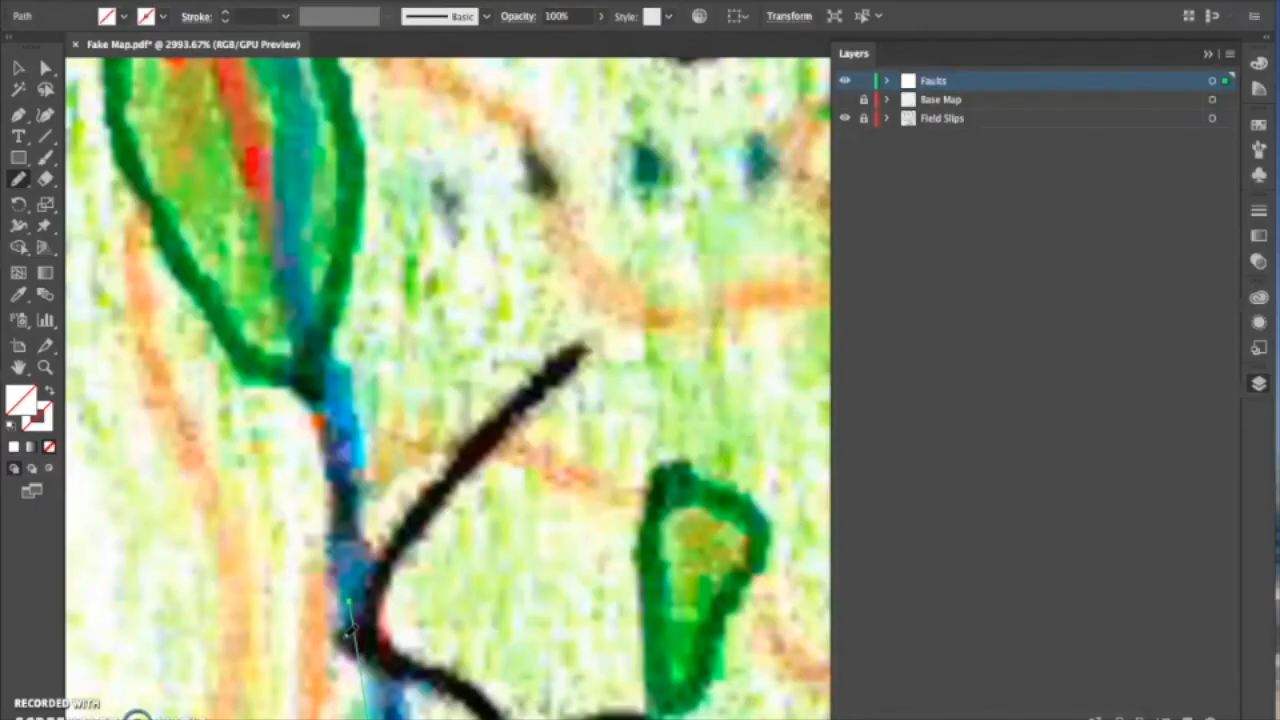 Path
Stroke:
Basic
Opacity: 100%
Style:
Transform
× Fake Map.pdf* @ 2993.67% (RGB/GPU Preview)
Layers
Faults
Base Map
Field Slips
RECORDED WITH